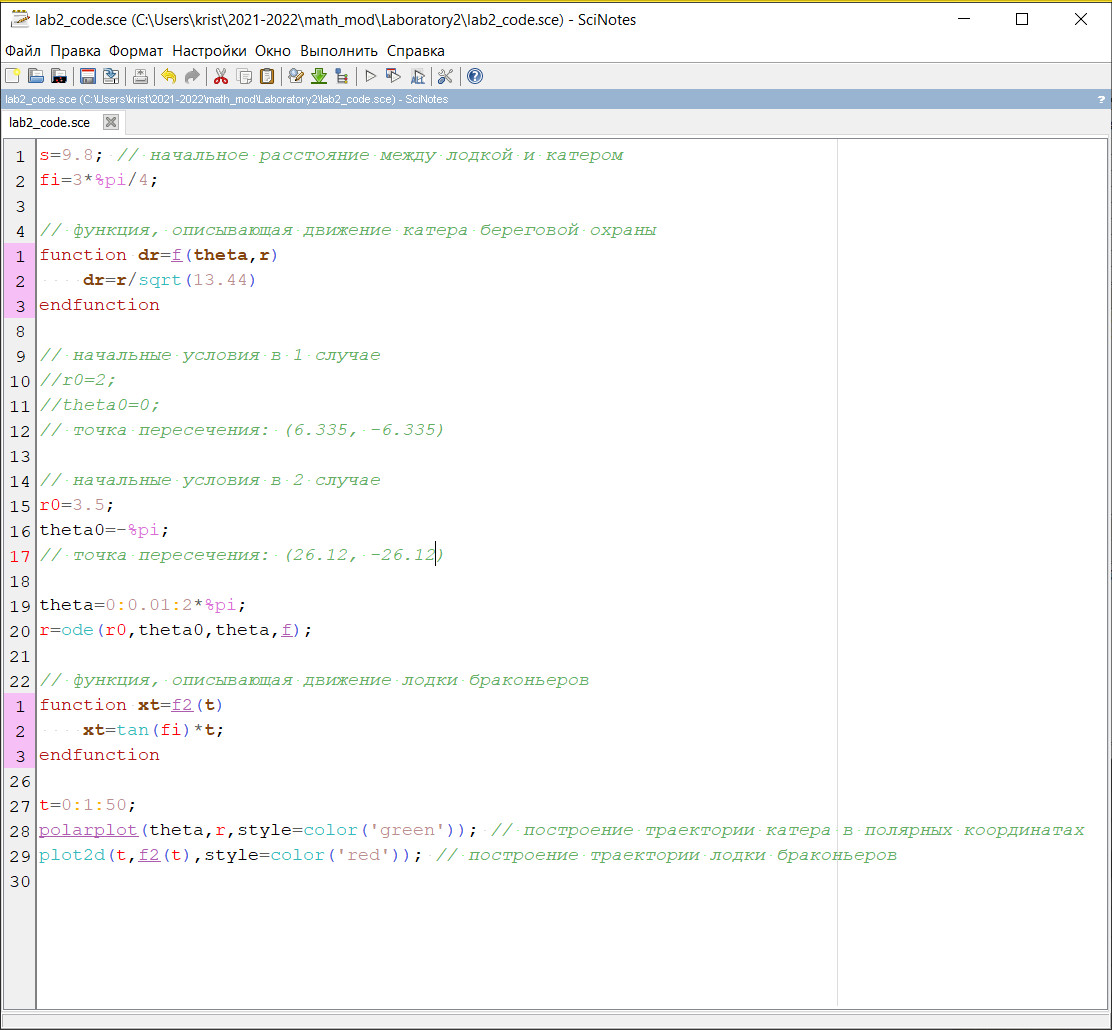 lab2_code.sce (C:\Users\krist\2021-2022\math_mod\Laboratory2\lab2_code.sce) - SciNotes
Файл Правка Формат Настройки Окно Выполнить Справка
lab2_code.sce (C:\Users\krist\2021-2022\math_mod\Laboratory2\lab2_code.sce) - SciNotes ?
lab2_code.sce
1 s=9.8; // начальное расстояние между лодкой и катером
2 fi=3*%pi/4;
3
4 // функция, описывающая движение катера береговой охраны
1 function dr=f(theta,r)
2     dr=r/sqrt(13.44)
3 endfunction
8
9 // начальные условия в 1 случае
10 //r0=2;
11 //theta0=0;
12 // точка пересечения: (6.335, -6.335)
13
14 // начальные условия в 2 случае
15 r0=3.5;
16 theta0=-%pi;
17 // точка пересечения: (26.12, -26.12)
18
19 theta=0:0.01:2*%pi;
20 r=ode(r0,theta0,theta,f);
21
22 // функция, описывающая движение лодки браконьеров
1 function xt=f2(t)
2     xt=tan(fi)*t;
3 endfunction
26
27 t=0:1:50;
28 polarplot(theta,r,style=color('green')); // построение траектории катера в полярных координатах
29 plot2d(t,f2(t),style=color('red')); // построение траектории лодки браконьеров
30